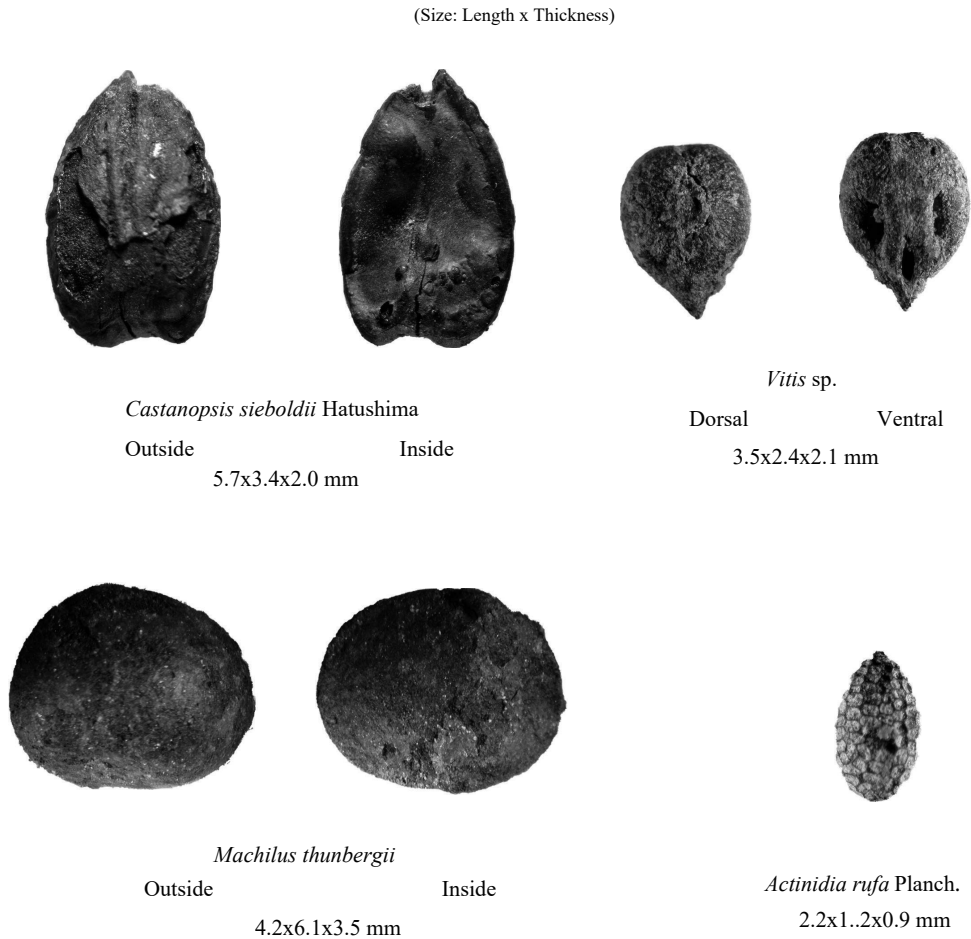 (Size: Length x Thickness)
Castanopsis sieboldii Hatushima
Outside Inside
5.7x3.4x2.0 mm
Vitis sp.
Dorsal Ventral
3.5x2.4x2.1 mm
Machilus thunbergii
Outside Inside
4.2x6.1x3.5 mm
Actinidia rufa Planch.
2.2x1..2x0.9 mm